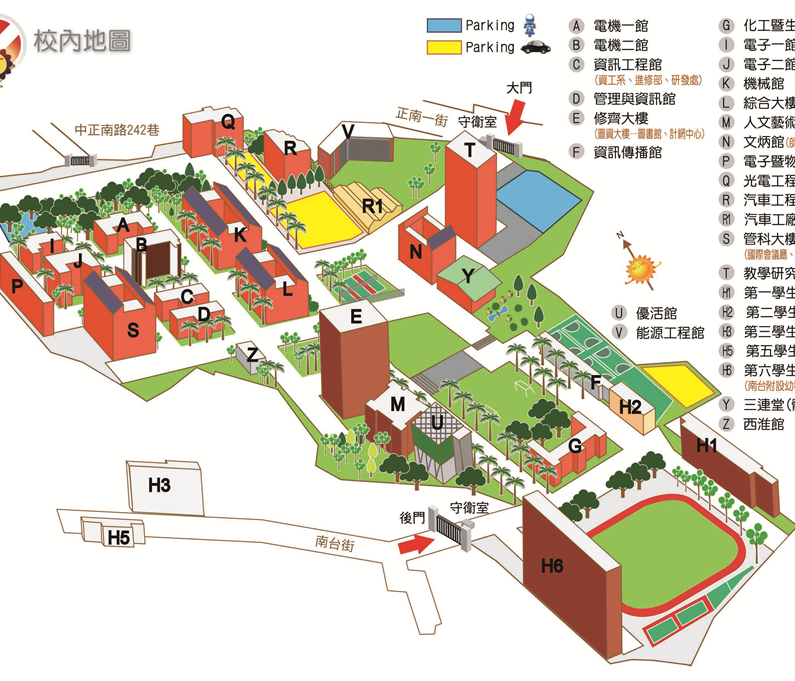 校內地圖
Parking
Parking
A 電機一館
B 電機二館
C 資訊工程館
(資工系、進修部、研發處)
D 管理與資訊館
E 修齊大樓
(圖資大樓—圖書館、計網中心)
F 資訊傳播館
G 化工暨生
I 電子一館
J 電子二館
K 機械館
L 綜合大樓
M 人文藝術
N 文炳館
P 電子暨物
Q 光電工程
R 汽車工程
R1 汽車工廠
S 管科大樓
(國際會議廳、
T 教學研究
H1 第一學生
H2 第二學生
H3 第三學生
H5 第五學生
H6 第六學生
(南台附設幼
Y 三連堂
Z 西淮館
U 優活館
V 能源工程館
大門
正南一街
守衛室
中正南路242巷
N
Q
R
V
T
R1
A
B
I
J
K
N
Y
P
S
C
D
L
E
Z
M
U
F
H2
G
H1
H3
H5
後門
守衛室
南台街
H6